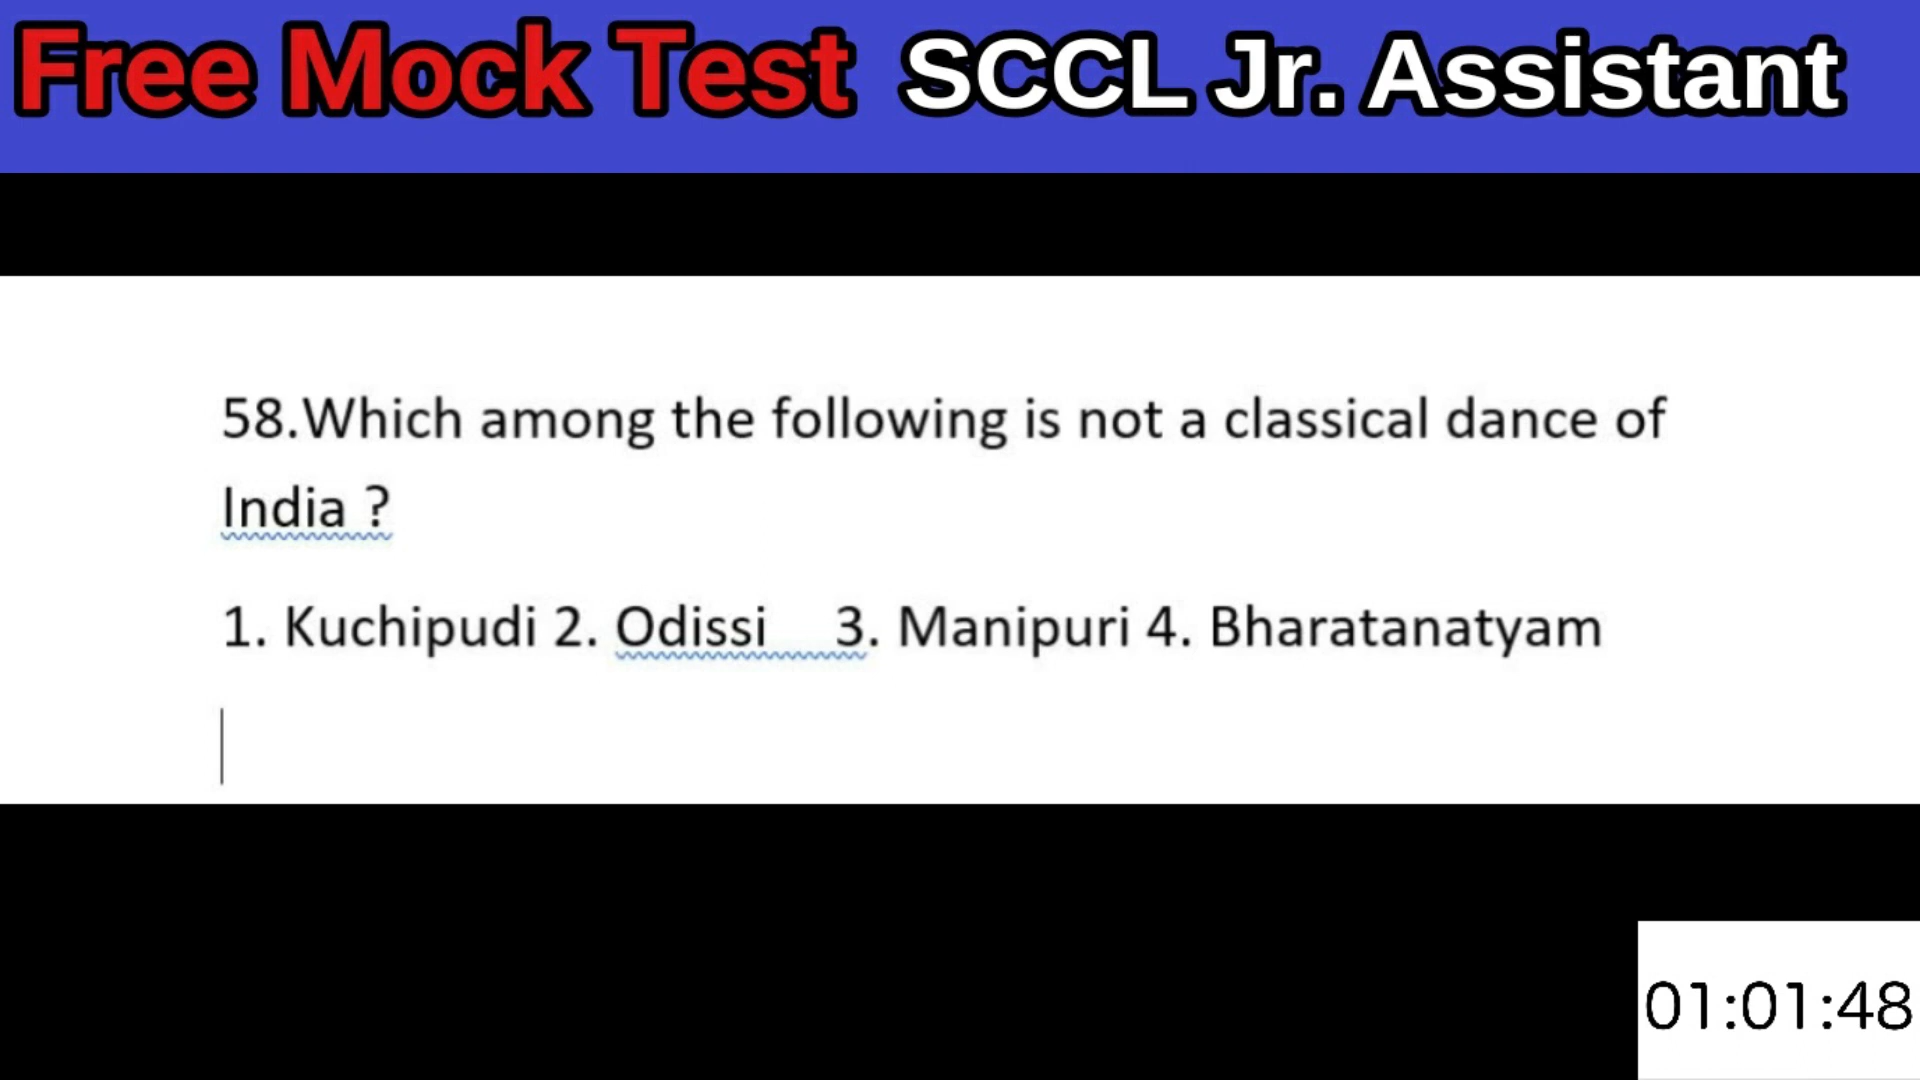 Free Mock Test SCCL Jr. Assistant
58.Which among the following is not a classical dance of
India ?
1. Kuchipudi 2. Odissi 3. Manipuri 4. Bharatanatyam
01:01:48